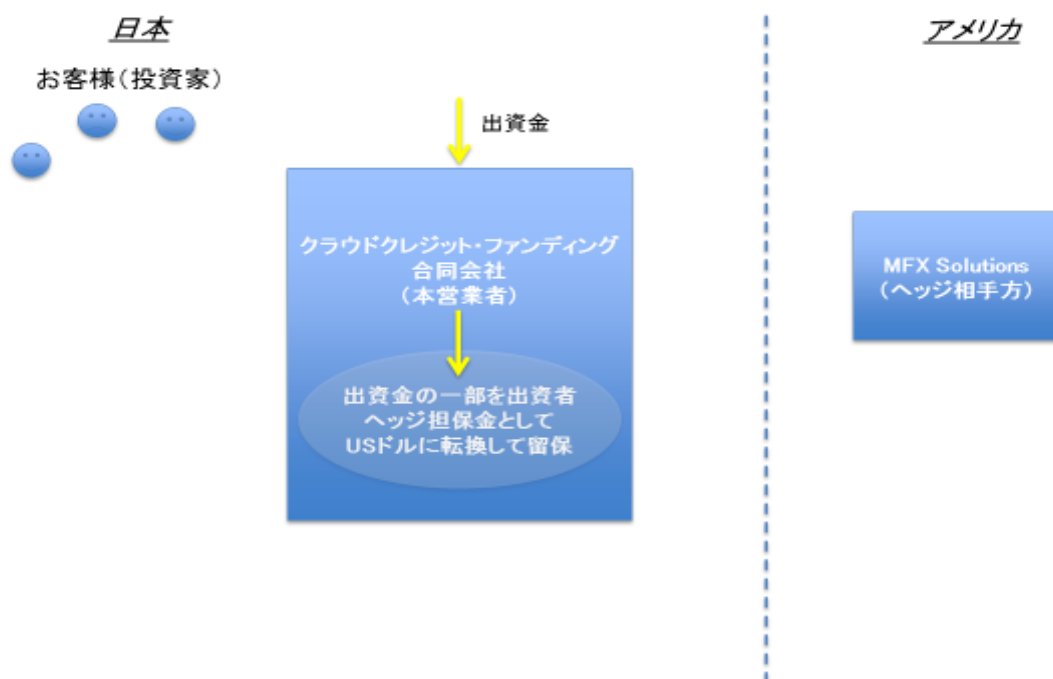 日本
アメリカ
お客様（投資家）
出資金
クラウドクレジット・ファンディング
合同会社
（本営業者）
MFX Solutions
（ヘッジ相手方）
出資金の一部を出資者
ヘッジ担保金として
USドルに転換して留保